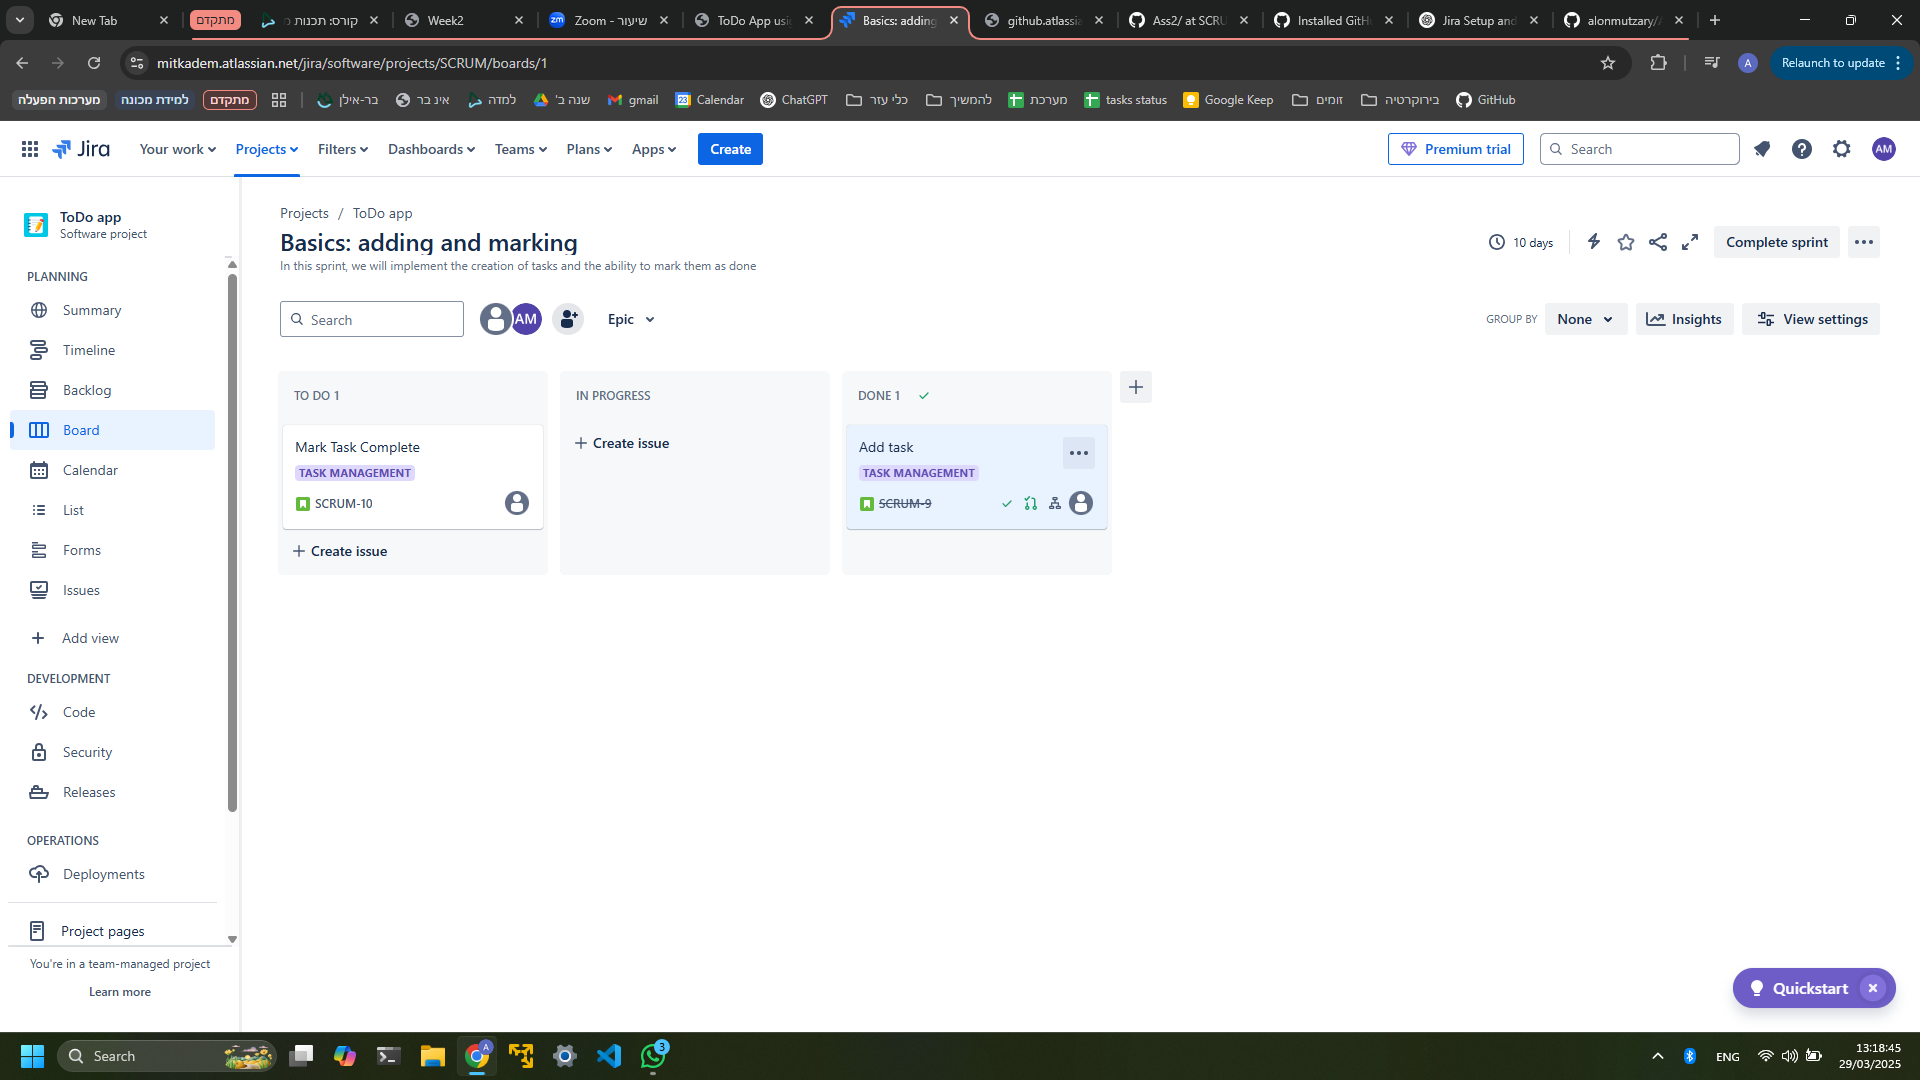 New Tab
מתקדם
קורס: תכנות מ
Week2
Zoom - שיעור
ToDo App usi
Basics: adding
github.atlassia
Ass2/ at SCRU
Installed GitH
Jira Setup and
alonmutzary/A
mitkadem.atlassian.net/jira/software/projects/SCRUM/boards/1
A
Relaunch to update
מערכות הפעלה
למידת מכונה
מתקדם
בר-אילן
אינ בר
למדה
שנה ב'
gmail
Calendar
ChatGPT
כלי עזר
להמשיך
מערכת
tasks status
Google Keep
זומים
בירוקרטיה
GitHub
Jira
Your work
Projects
Filters
Dashboards
Teams
Plans
Apps
Create
Premium trial
Search
AM
ToDo app
Software project
PLANNING
Summary
Timeline
Backlog
Board
Calendar
List
Forms
Issues
Add view
DEVELOPMENT
Code
Security
Releases
OPERATIONS
Deployments
Project pages
You're in a team-managed project
Learn more
Projects / ToDo app
Basics: adding and marking
In this sprint, we will implement the creation of tasks and the ability to mark them as done
10 days
Complete sprint
Search
AM
Epic
GROUP BY
None
Insights
View settings
TO DO 1
Mark Task Complete
TASK MANAGEMENT
SCRUM-10
Create issue
IN PROGRESS
Create issue
DONE 1
Add task
TASK MANAGEMENT
SCRUM-9
Quickstart
Search
A
3
ENG
13:18:45
29/03/2025